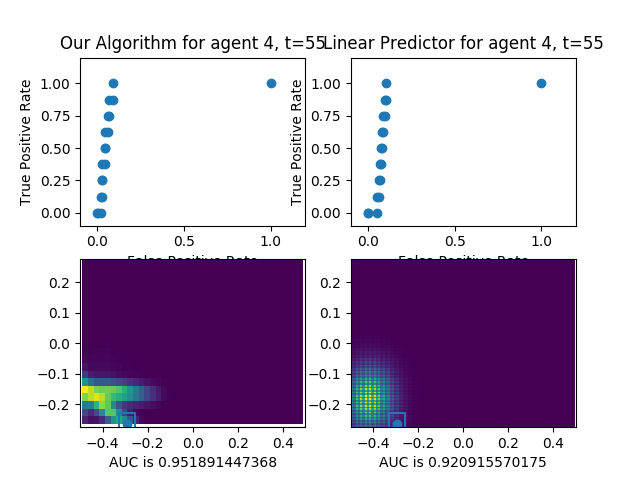 Our Algorithm for agent 4, t=55
Linear Predictor for agent 4, t=55
True Positive Rate
1.00
0.75
0.50
0.25
0.00
0.0 0.5 1.0
False Positive Rate
True Positive Rate
1.00
0.75
0.50
0.25
0.00
0.0 0.5 1.0
False Positive Rate
0.2
0.1
0.0
−0.1
−0.2
−0.4 −0.2 0.0 0.2 0.4
AUC is 0.951891447368
0.2
0.1
0.0
−0.1
−0.2
−0.4 −0.2 0.0 0.2 0.4
AUC is 0.920915570175